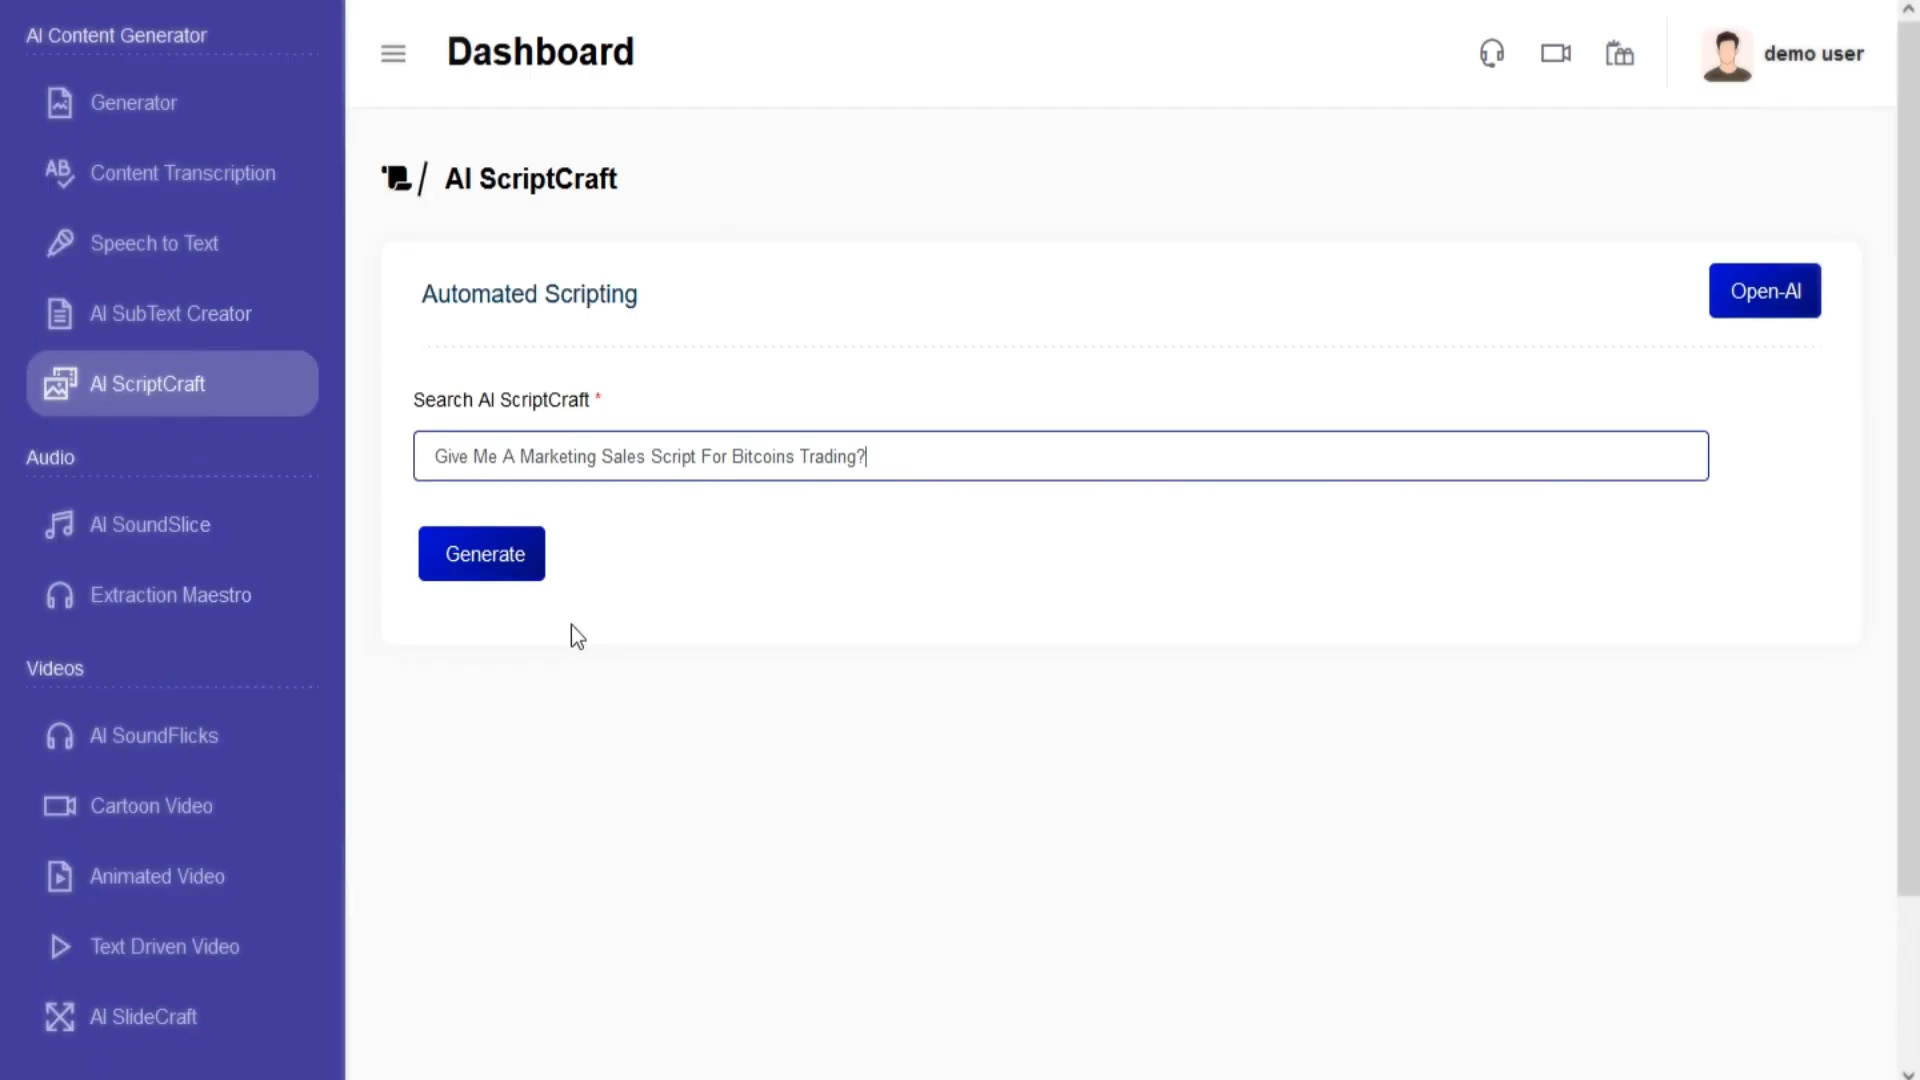 AI Content Generator
Generator
Content Transcription
Speech to Text
AI SubText Creator
AI ScriptCraft
Audio
AI SoundSlice
Extraction Maestro
Videos
AI SoundFlicks
Cartoon Video
Animated Video
Text Driven Video
AI SlideCraft
Dashboard
demo user
/ AI ScriptCraft
Automated Scripting
Open-AI
Search AI ScriptCraft *
Give Me A Marketing Sales Script For Bitcoins Trading?
Generate